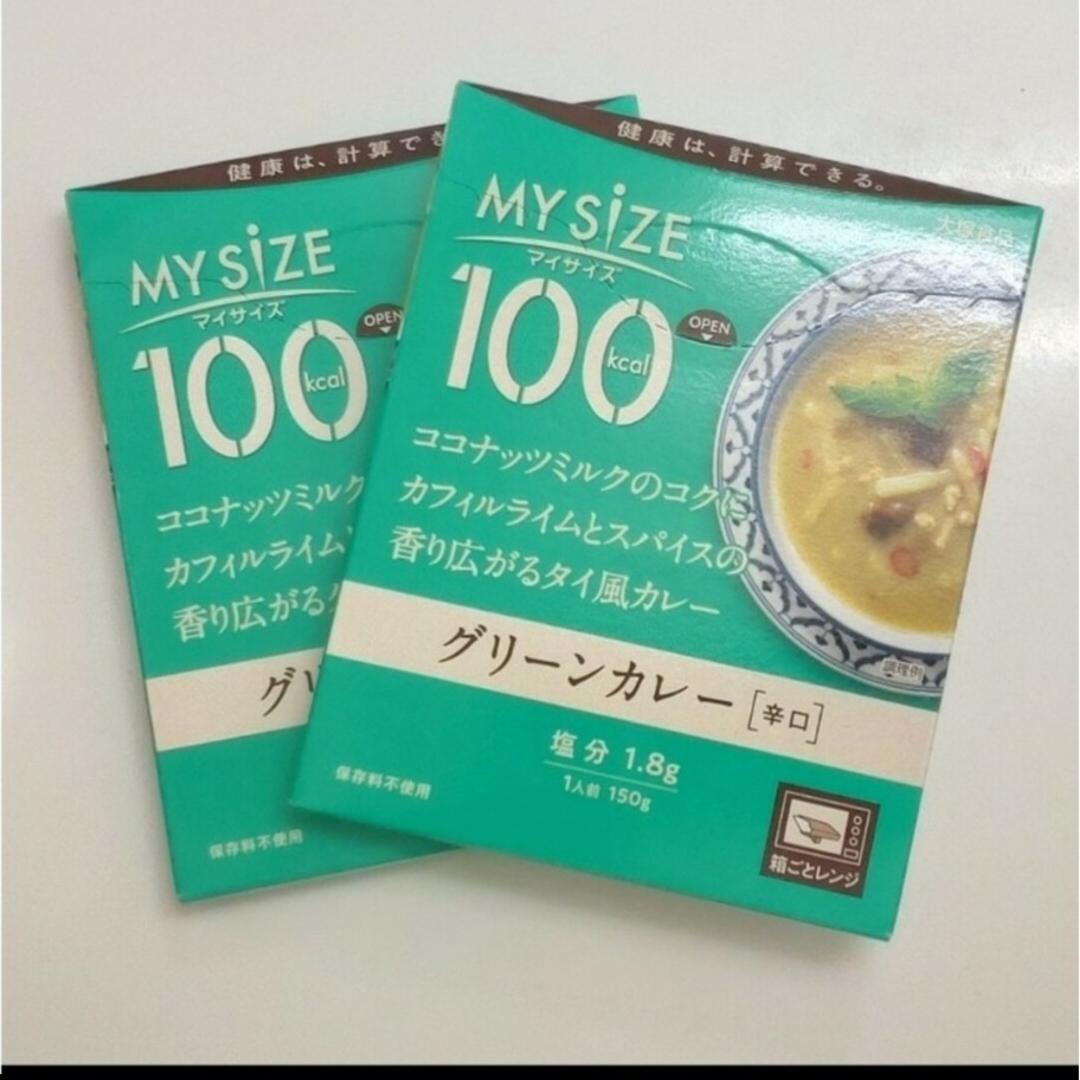 健康は、計算でき
MY SiZE
マイサイズ
100
kcal
OPEN
ココナッツミルク
カフィルライム
香り広がる
グリ
保存料不使用
健康は、計算できる。
大塚食品
MY SiZE
マイサイズ
100
kcal
OPEN
ココナッツミルクのコクに
カフィルライムとスパイスの
香り広がるタイ風カレー
調理例
グリーンカレー[辛口]
塩分 1.8g
1人前 150g
保存料不使用
箱ごとレンジ